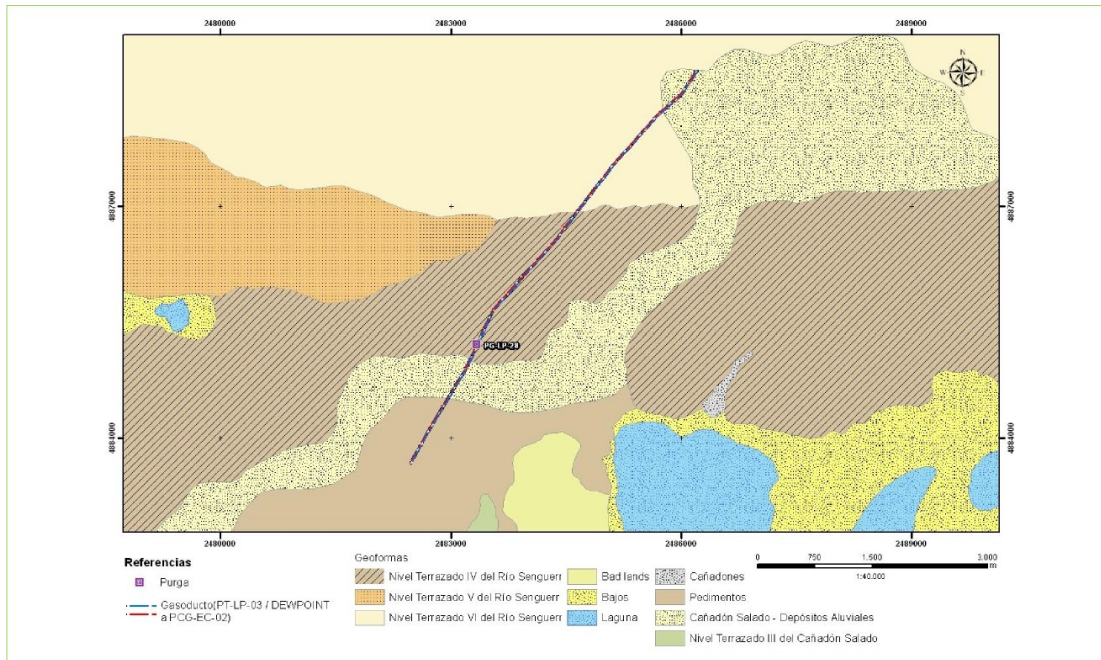 2480000 2483000 2486000 2489000
N
W E
S
4887000 4887000
PG-LP-28
4884000 4884000
2480000 2483000 2486000 2489000
Referencias
Purga
Gasoducto(PT-LP-03 / DEWPOINT
a PCG-EC-02)
Geoformas
Nivel Terrazado IV del Río Senguerr
Nivel Terrazado V del Río Senguerr
Nivel Terrazado VI del Río Senguerr
Bad lands
Bajos
Laguna
Cañadones
Pedimentos
Cañadón Salado - Depósitos Aluviales
Nivel Terrazado III del Cañadón Salado
0 750 1.500 3.000
m
1:40.000